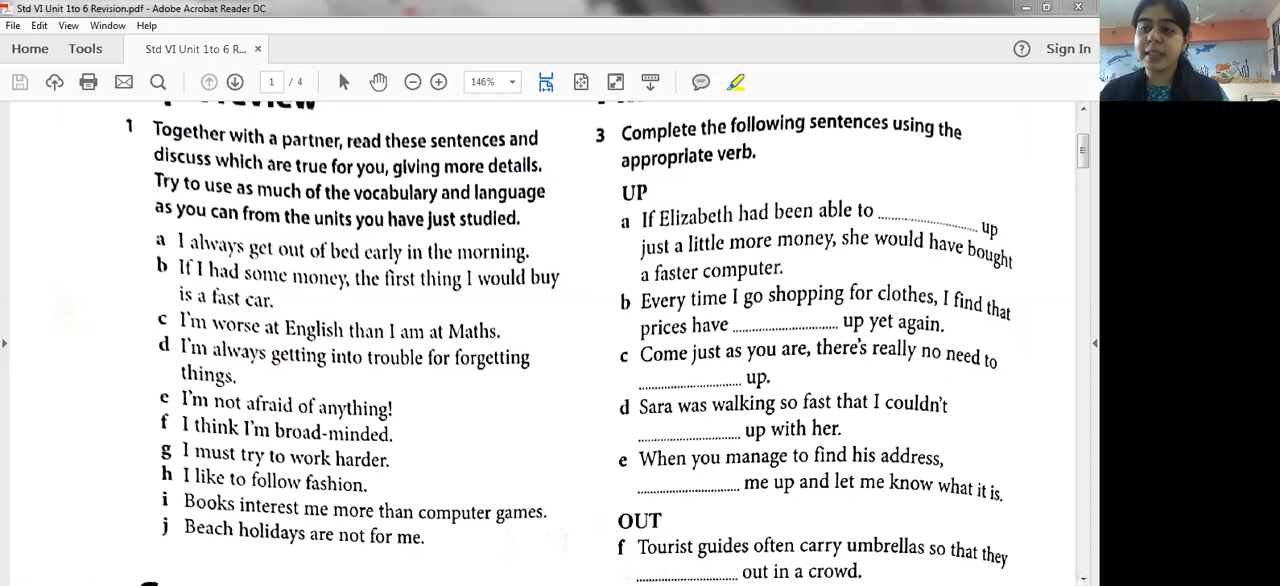 Std VI Unit 1to 6 Revision.pdf - Adobe Acrobat Reader DC
File Edit View Window Help
Home Tools Std VI Unit 1to 6 R... × Sign In
1 / 4 146%
1 Together with a partner, read these sentences and
discuss which are true for you, giving more details.
Try to use as much of the vocabulary and language
as you can from the units you have just studied.
a I always get out of bed early in the morning.
b If I had some money, the first thing I would buy
is a fast car.
c I'm worse at English than I am at Maths.
d I'm always getting into trouble for forgetting
things.
e I'm not afraid of anything!
f I think I'm broad-minded.
g I must try to work harder.
h I like to follow fashion.
i Books interest me more than computer games.
j Beach holidays are not for me.
3 Complete the following sentences using the
appropriate verb.
UP
a If Elizabeth had been able to ........................ up
just a little more money, she would have bought
a faster computer.
b Every time I go shopping for clothes, I find that
prices have ........................ up yet again.
c Come just as you are, there's really no need to
........................ up.
d Sara was walking so fast that I couldn't
........................ up with her.
e When you manage to find his address,
........................ me up and let me know what it is.
OUT
f Tourist guides often carry umbrellas so that they
........................ out in a crowd.